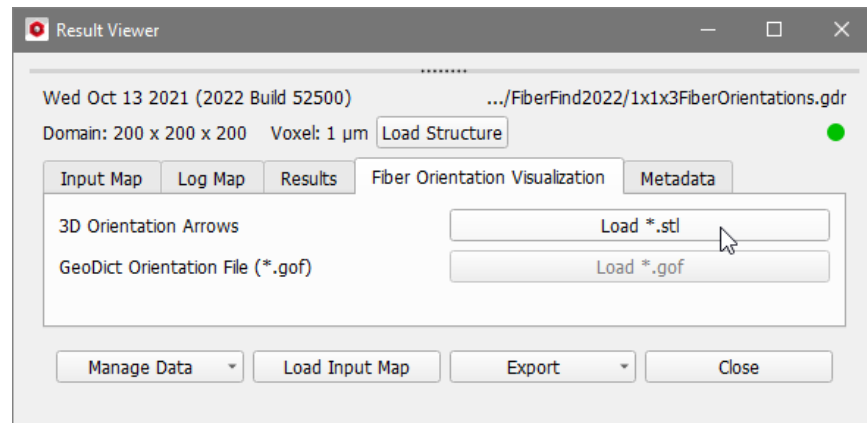 Result Viewer
Wed Oct 13 2021 (2022 Build 52500) .../FiberFind2022/1x1x3FiberOrientations.gdr
Domain: 200 x 200 x 200 Voxel: 1 µm Load Structure
Input Map Log Map Results Fiber Orientation Visualization Metadata
3D Orientation Arrows Load *.stl
GeoDict Orientation File (*.gof) Load *.gof
Manage Data Load Input Map Export Close